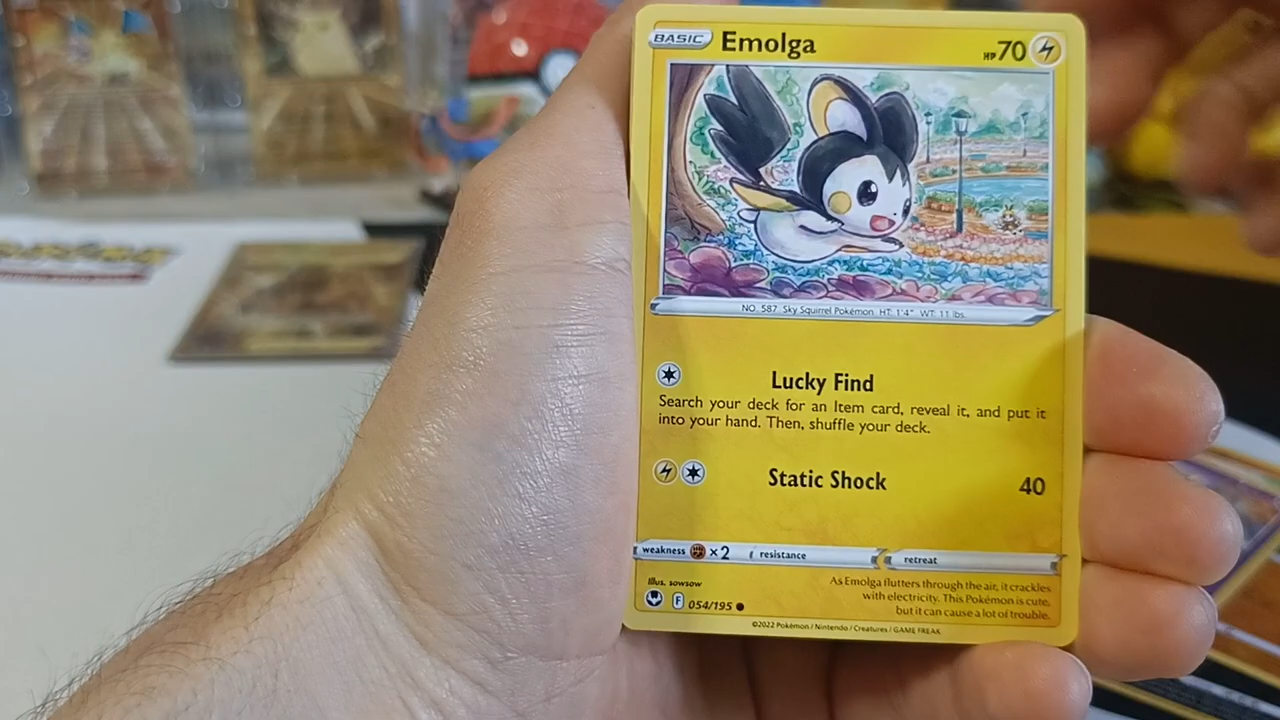 BASIC Emolga HP70
NO. 587 Sky Squirrel Pokémon HT: 1'4" WT: 11 lbs.
Lucky Find
Search your deck for an Item card, reveal it, and put it
into your hand. Then, shuffle your deck.
Static Shock 40
weakness ×2 resistance retreat
Illus. sowsow
F 054/195
As Emolga flutters through the air, it crackles
with electricity. This Pokémon is cute,
but it can cause a lot of trouble.
©2022 Pokémon / Nintendo / Creatures / GAME FREAK